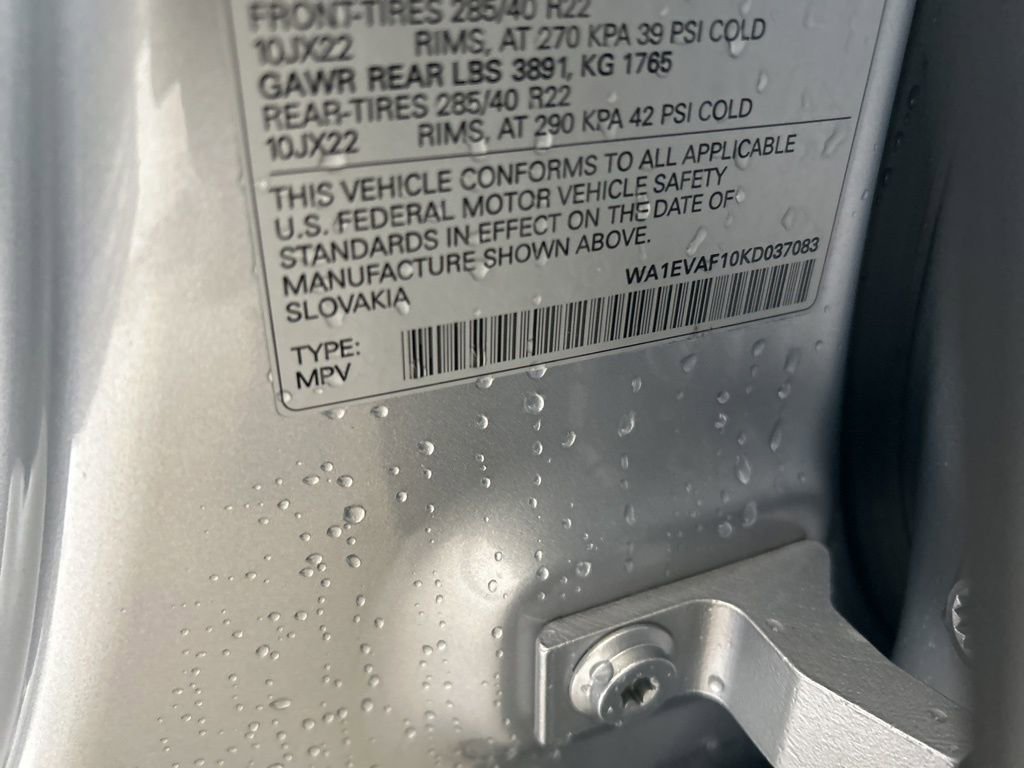 FRONT-TIRES 285/40 R22
10JX22 RIMS, AT 270 KPA 39 PSI COLD
GAWR REAR LBS 3891, KG 1765
REAR-TIRES 285/40 R22
10JX22 RIMS, AT 290 KPA 42 PSI COLD
THIS VEHICLE CONFORMS TO ALL APPLICABLE
U.S. FEDERAL MOTOR VEHICLE SAFETY
STANDARDS IN EFFECT ON THE DATE OF
MANUFACTURE SHOWN ABOVE.
SLOVAKIA WA1EVAF10KD037083
TYPE:
MPV